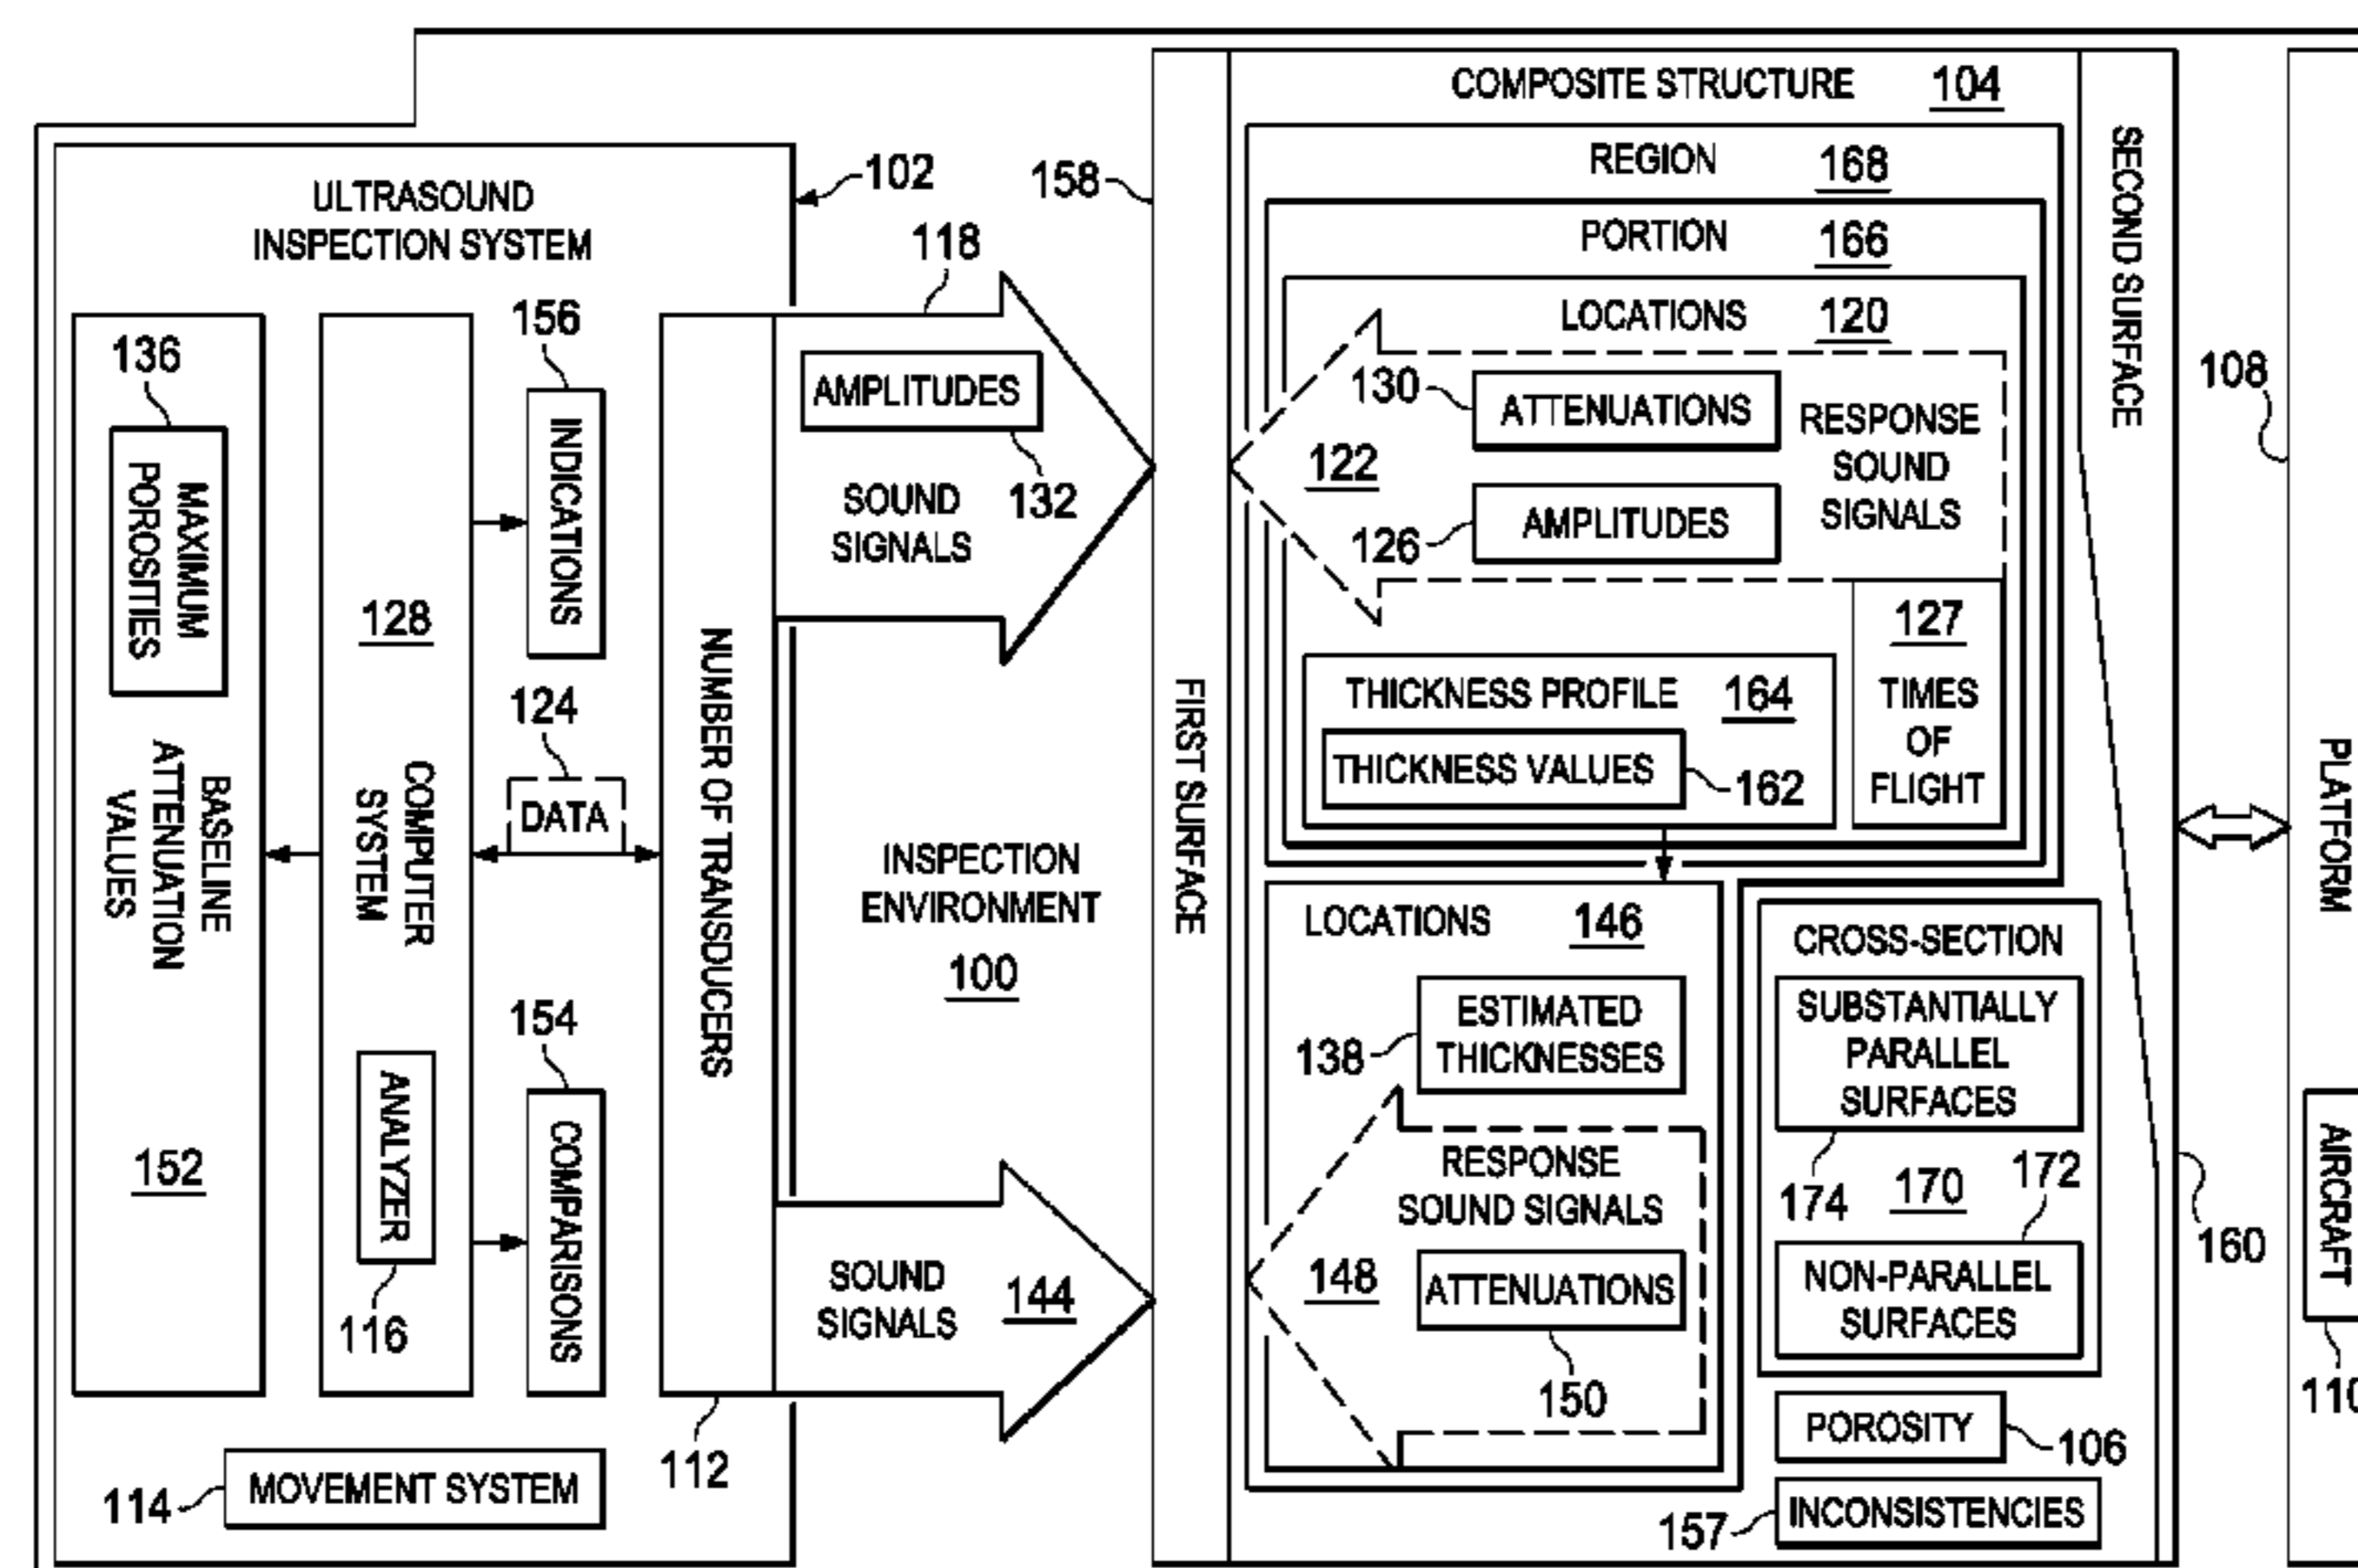 COMPOSITE STRUCTURE 104
REGION 168
PORTION 166
LOCATIONS 120
130
ATTENUATIONS
RESPONSE
SOUND
SIGNALS
122
126
AMPLITUDES
127
TIMES
OF
FLIGHT
THICKNESS PROFILE 164
THICKNESS VALUES
162
102
ULTRASOUND
INSPECTION SYSTEM
118
158
156
136
MAXIMUM
POROSITIES
BASELINE
ATTENUATION
VALUES
152
128
COMPUTER
SYSTEM
ANALYZER
116
INDICATIONS
124
DATA
154
COMPARISONS
NUMBER OF TRANSDUCERS
112
114
MOVEMENT SYSTEM
AMPLITUDES
132
SOUND
SIGNALS
INSPECTION
ENVIRONMENT
100
SOUND
SIGNALS
144
FIRST SURFACE
LOCATIONS 146
138
ESTIMATED
THICKNESSES
RESPONSE
SOUND SIGNALS
148
ATTENUATIONS
150
CROSS-SECTION
SUBSTANTIALLY
PARALLEL
SURFACES
174
170
172
NON-PARALLEL
SURFACES
POROSITY
106
157
INCONSISTENCIES
SECOND SURFACE
160
108
PLATFORM
AIRCRAFT
110